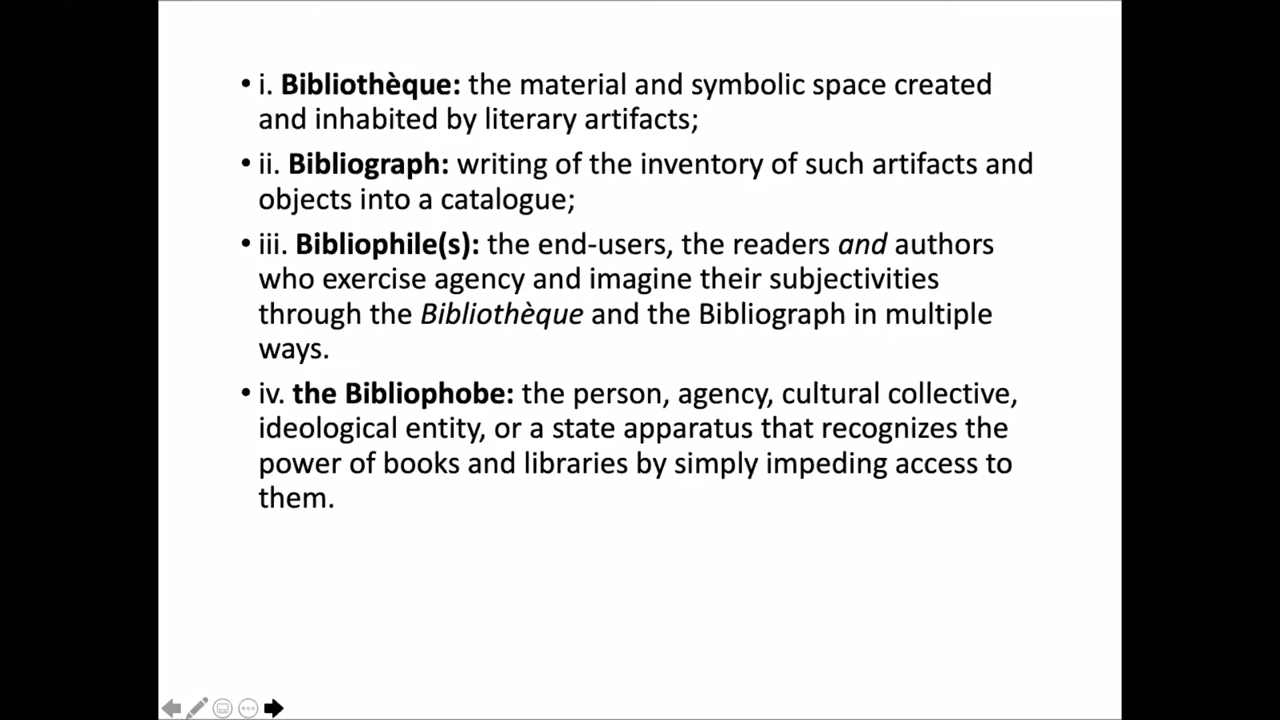 • i. Bibliothèque: the material and symbolic space created
and inhabited by literary artifacts;
• ii. Bibliograph: writing of the inventory of such artifacts and
objects into a catalogue;
• iii. Bibliophile(s): the end-users, the readers and authors
who exercise agency and imagine their subjectivities
through the Bibliothèque and the Bibliograph in multiple
ways.
• iv. the Bibliophobe: the person, agency, cultural collective,
ideological entity, or a state apparatus that recognizes the
power of books and libraries by simply impeding access to
them.